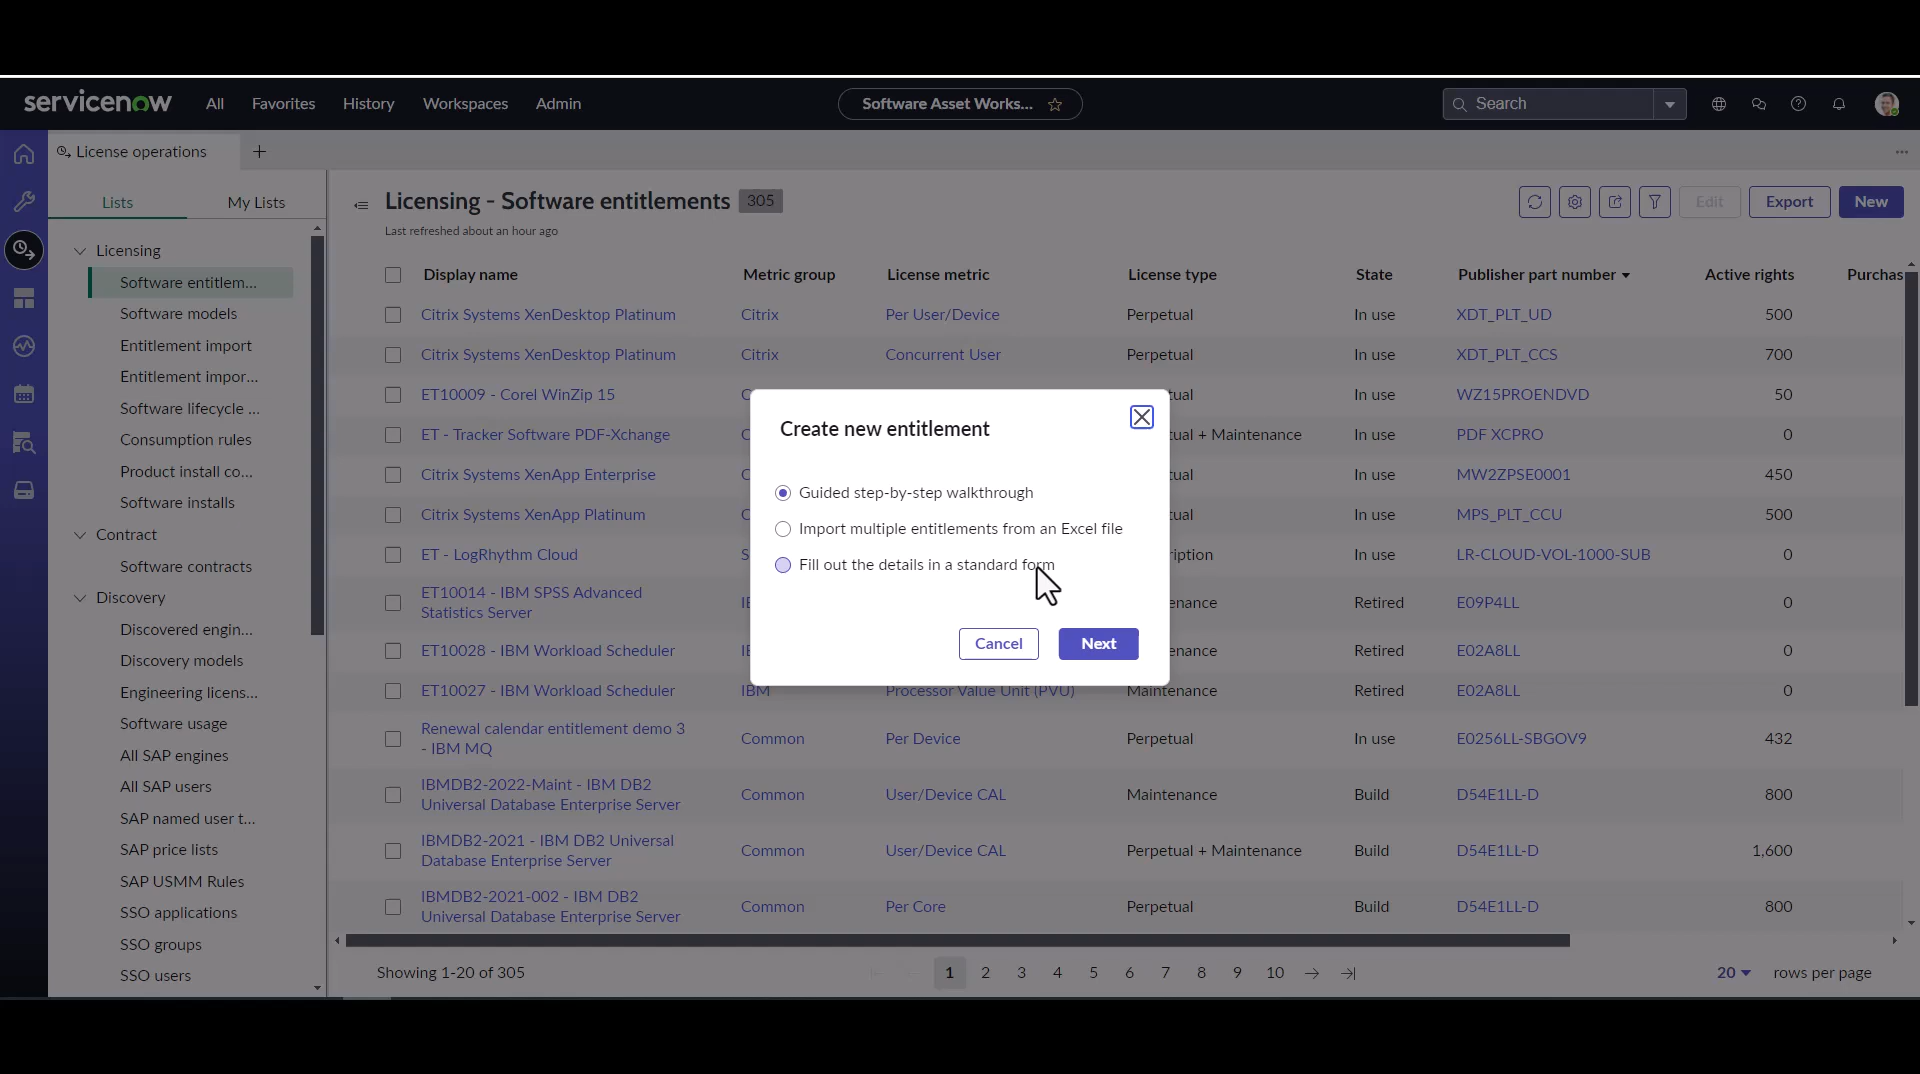 servicenow All Favorites History Workspaces Admin Software Asset Works... Search
License operations
Lists My Lists
Licensing
Software entitlem...
Software models
Entitlement import
Entitlement impor...
Software lifecycle ...
Consumption rules
Product install co...
Software installs
Contract
Software contracts
Discovery
Discovered engin...
Discovery models
Engineering licens...
Software usage
All SAP engines
All SAP users
SAP named user t...
SAP price lists
SAP USMM Rules
SSO applications
SSO groups
SSO users
Licensing - Software entitlements 305
Last refreshed about an hour ago
Edit Export New
Display name Metric group License metric License type State Publisher part number Active rights Purchas
Citrix Systems XenDesktop Platinum Citrix Per User/Device Perpetual In use XDT_PLT_UD 500
Citrix Systems XenDesktop Platinum Citrix Concurrent User Perpetual In use XDT_PLT_CCS 700
ET10009 - Corel WinZip 15 C tual In use WZ15PROENDVD 50
ET - Tracker Software PDF-Xchange C tual + Maintenance In use PDF XCPRO 0
Citrix Systems XenApp Enterprise C tual In use MW2ZPSE0001 450
Citrix Systems XenApp Platinum C tual In use MPS_PLT_CCU 500
ET - LogRhythm Cloud S ription In use LR-CLOUD-VOL-1000-SUB 0
ET10014 - IBM SPSS Advanced
Statistics Server IB enance Retired E09P4LL 0
ET10028 - IBM Workload Scheduler IB enance Retired E02A8LL 0
ET10027 - IBM Workload Scheduler IBM Processor Value Unit (PVU) Maintenance Retired E02A8LL 0
Renewal calendar entitlement demo 3
- IBM MQ Common Per Device Perpetual In use E0256LL-SBGOV9 432
IBMDB2-2022-Maint - IBM DB2
Universal Database Enterprise Server Common User/Device CAL Maintenance Build D54E1LL-D 800
IBMDB2-2021 - IBM DB2 Universal
Database Enterprise Server Common User/Device CAL Perpetual + Maintenance Build D54E1LL-D 1,600
IBMDB2-2021-002 - IBM DB2
Universal Database Enterprise Server Common Per Core Perpetual Build D54E1LL-D 800
Showing 1-20 of 305 1 2 3 4 5 6 7 8 9 10 20 rows per page
Create new entitlement
Guided step-by-step walkthrough
Import multiple entitlements from an Excel file
Fill out the details in a standard form
Cancel Next